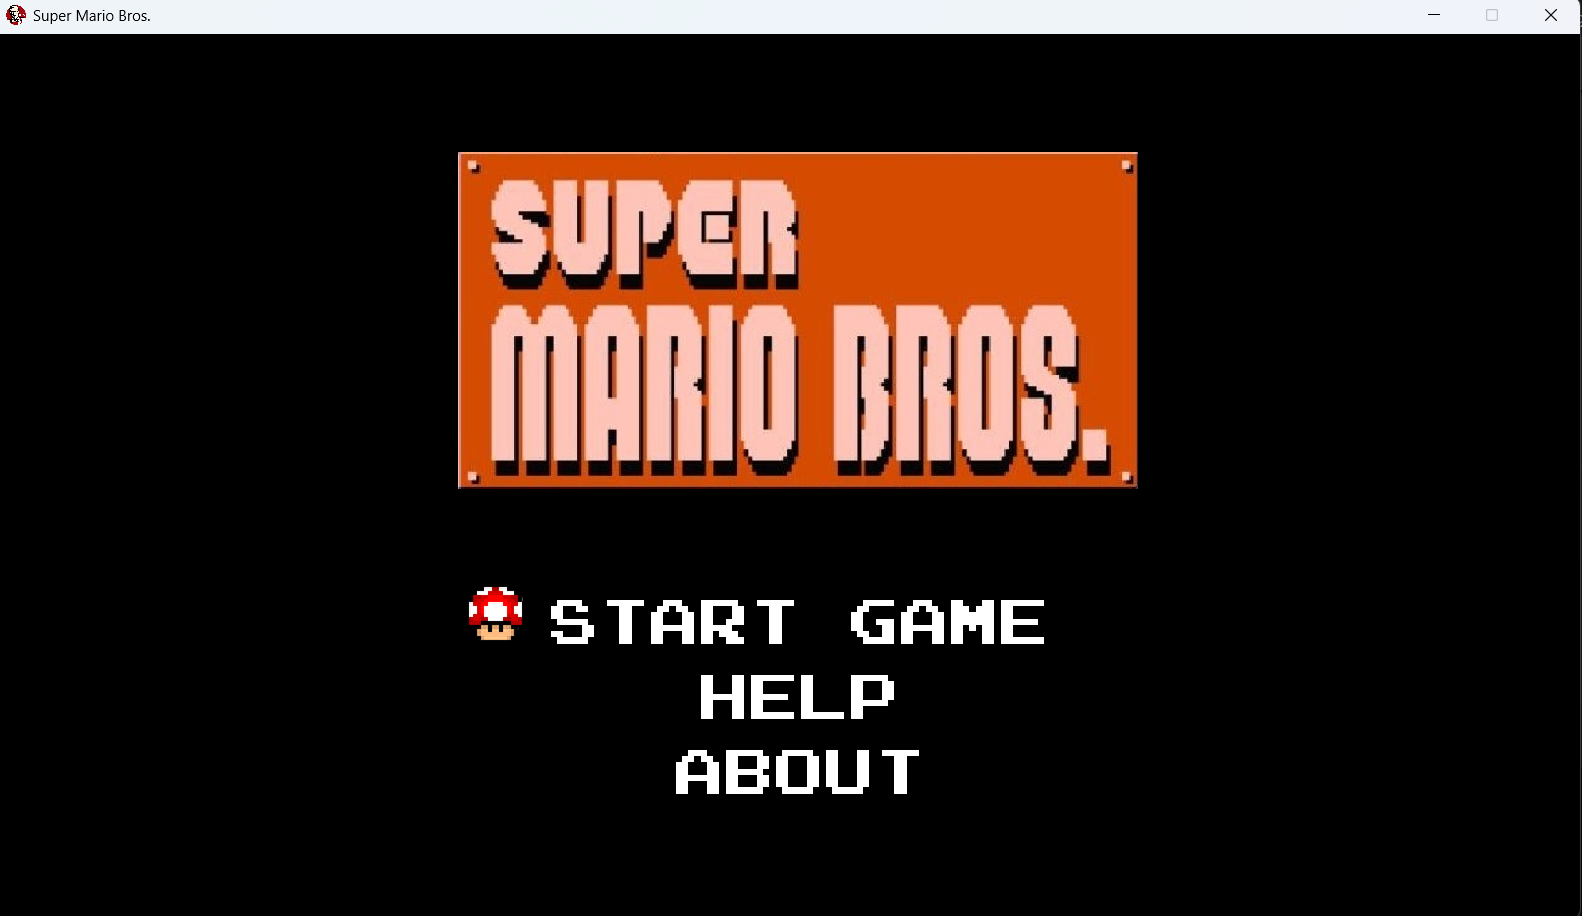 Super Mario Bros.
SUPER
MARIO BROS.
START GAME
HELP
ABOUT